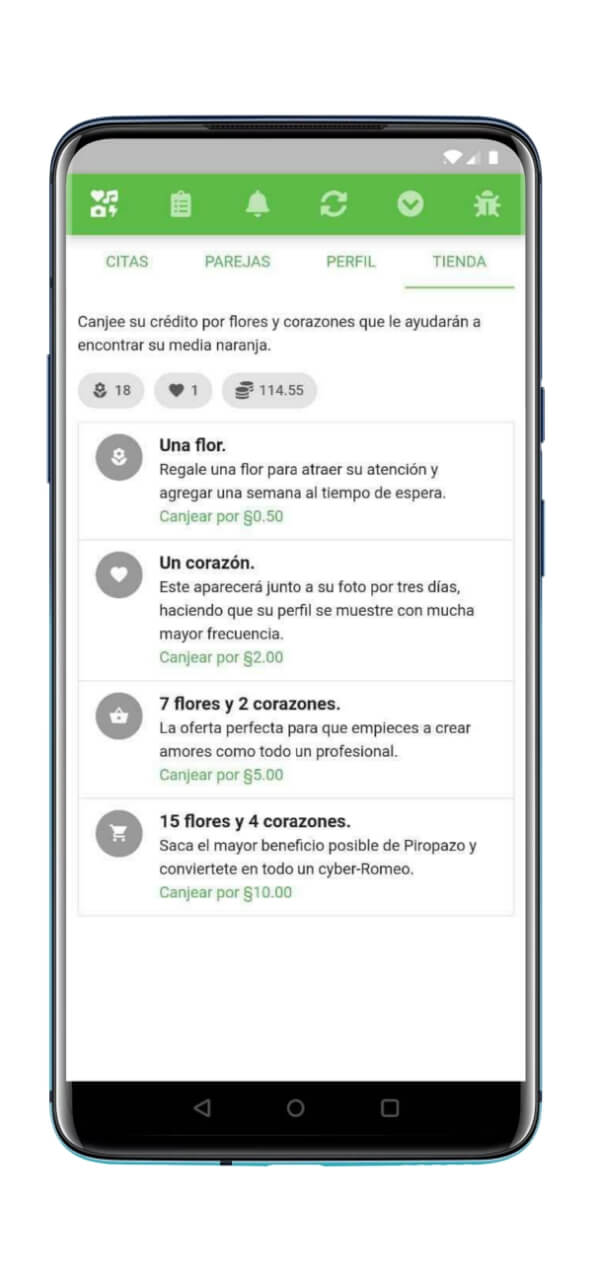 CITAS PAREJAS PERFIL TIENDA
Canjee su crédito por flores y corazones que le ayudarán a
encontrar su media naranja.
18 1 114.55
Una flor.
Regale una flor para atraer su atención y
agregar una semana al tiempo de espera.
Canjear por §0.50
Un corazón.
Este aparecerá junto a su foto por tres días,
haciendo que su perfil se muestre con mucha
mayor frecuencia.
Canjear por §2.00
7 flores y 2 corazones.
La oferta perfecta para que empieces a crear
amores como todo un profesional.
Canjear por §5.00
15 flores y 4 corazones.
Saca el mayor beneficio posible de Piropazo y
conviertete en todo un cyber-Romeo.
Canjear por §10.00